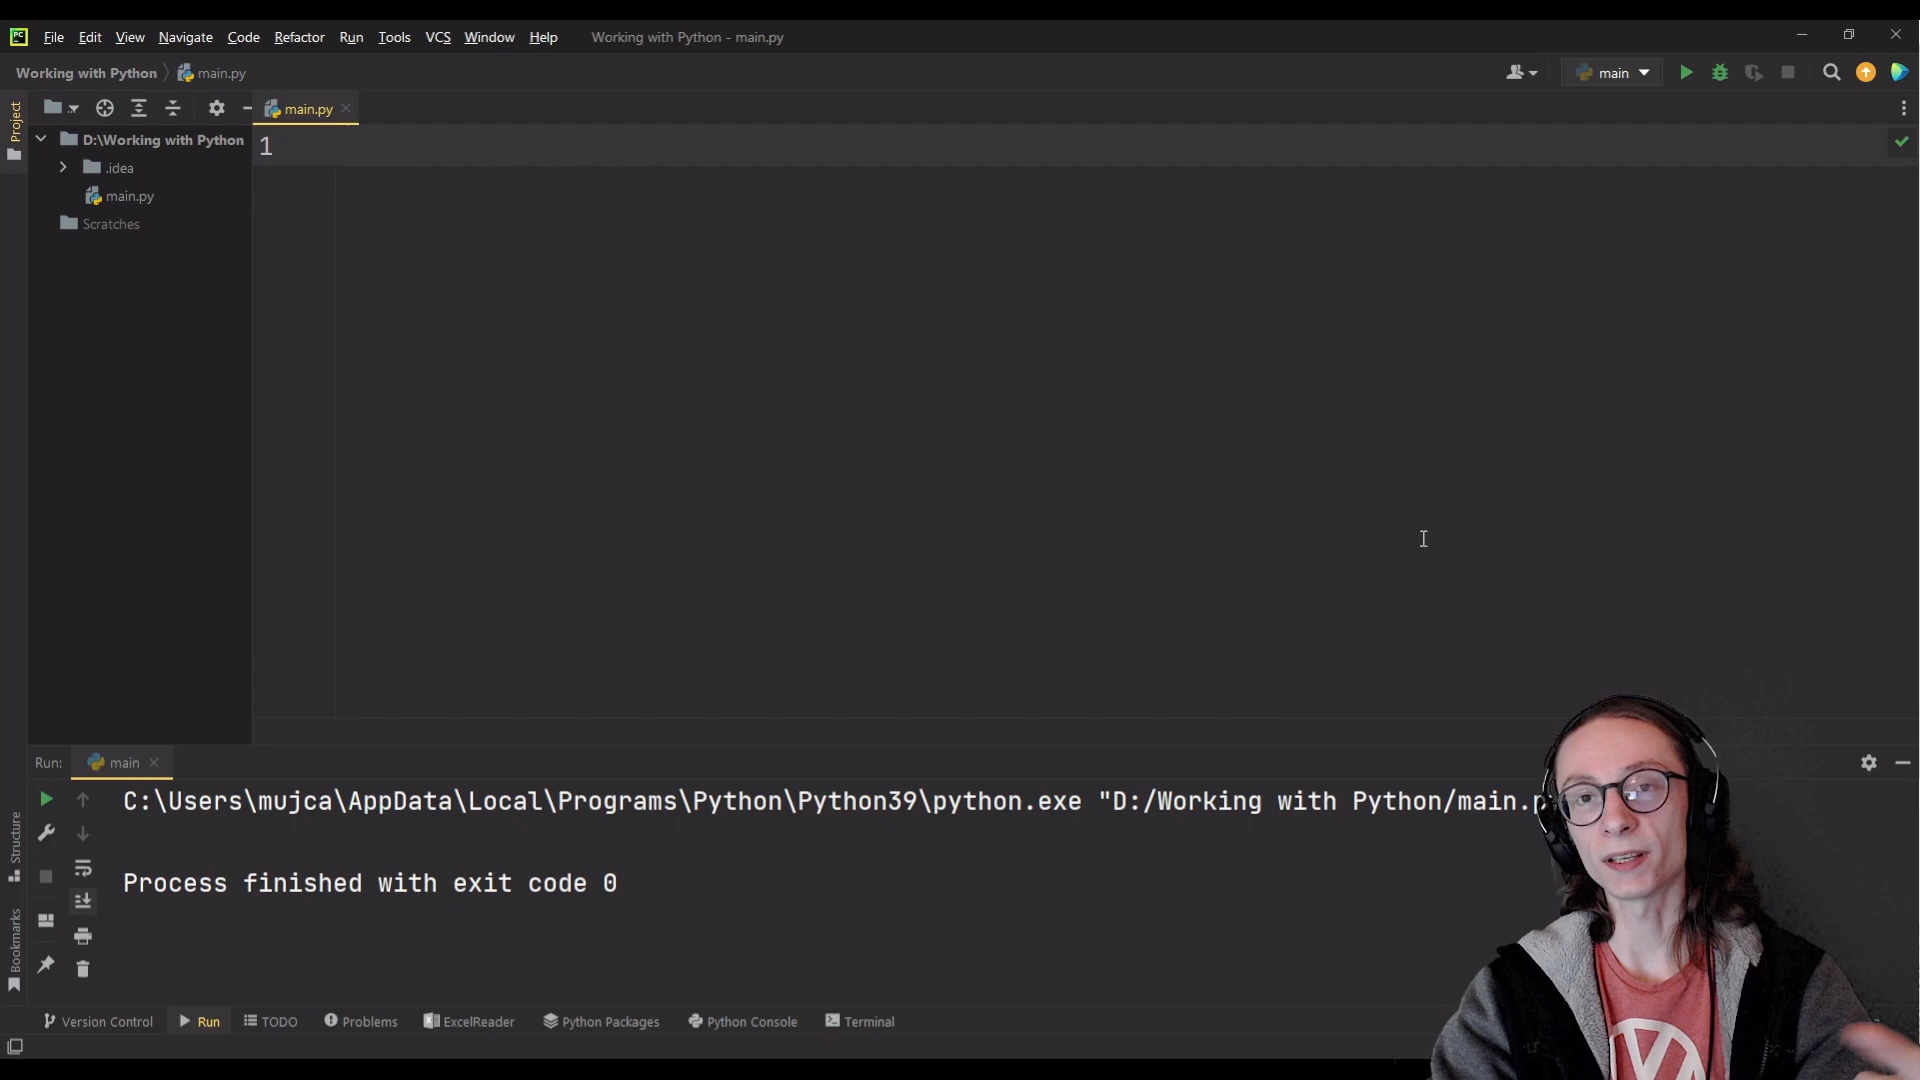 PC File Edit View Navigate Code Refactor Run Tools VCS Window Help Working with Python - main.py
Working with Python main.py main
Project
main.py
D:\Working with Python
1
.idea
main.py
Scratches
Run: main
C:\Users\mujca\AppData\Local\Programs\Python\Python39\python.exe "D:/Working with Python/main.p
Process finished with exit code 0
Structure
Bookmarks
Version Control Run TODO Problems ExcelReader Python Packages Python Console Terminal